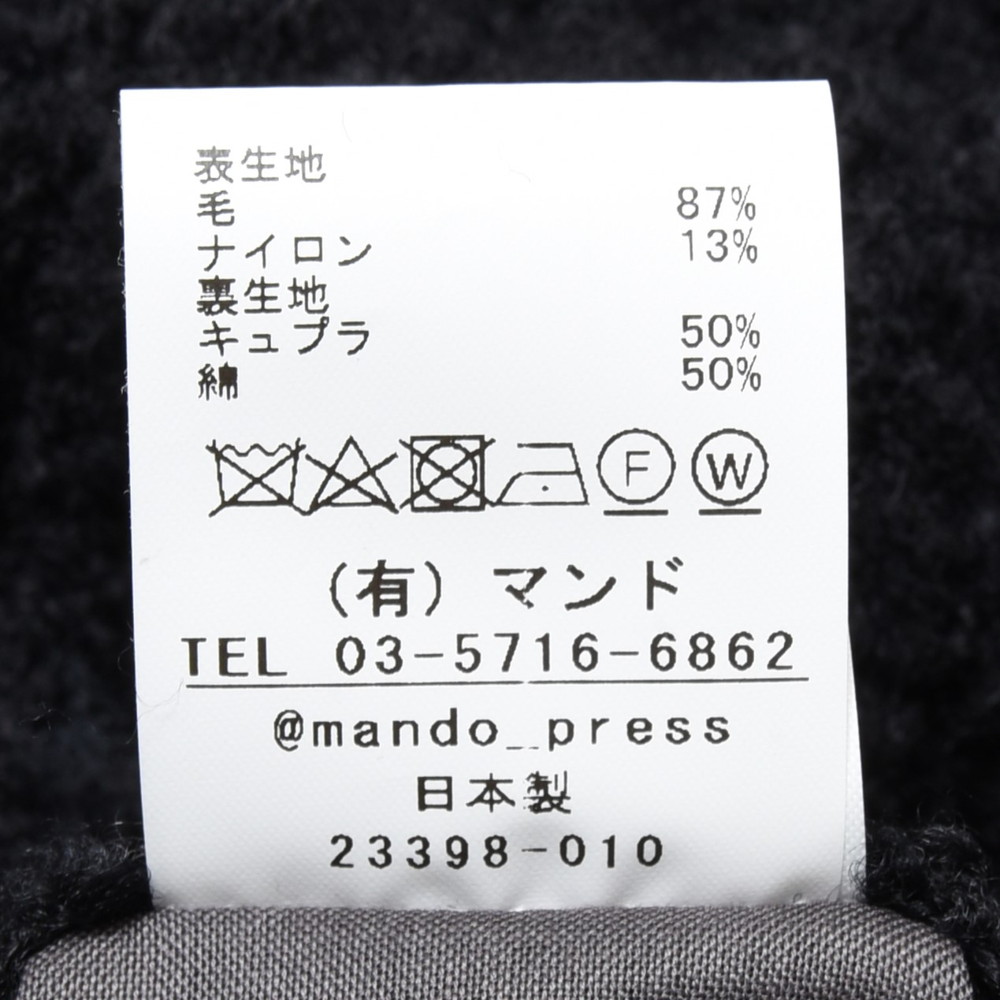 表生地
毛 87%
ナイロン 13%
裏生地
キュプラ 50%
綿 50%
F W
(有) マンド
TEL 03-5716-6862
@mando_press
日本製
23398-010